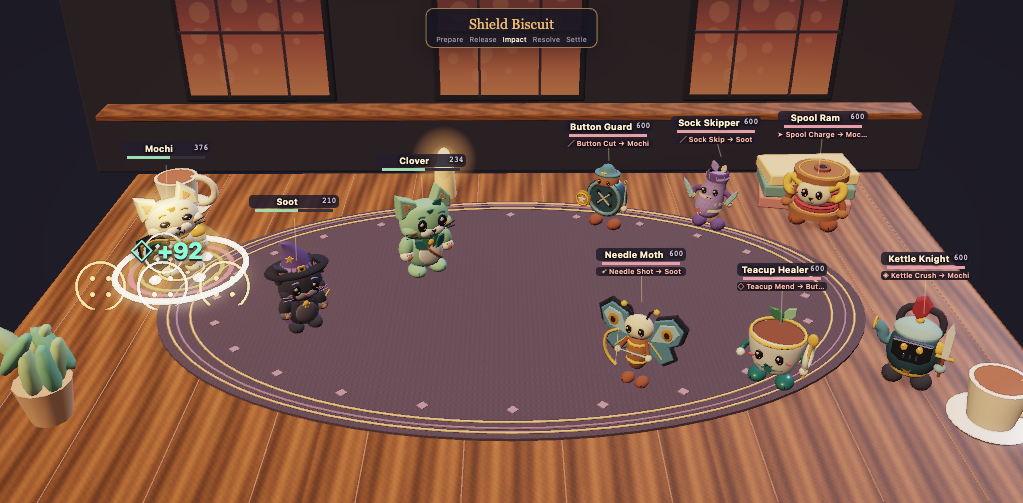 Shield Biscuit
Prepare Release Impact Resolve Settle
Mochi 376
Clover 234
Soot 210
Button Guard 600
Button Cut → Mochi
Sock Skipper 600
Sock Skip → Soot
Spool Ram 600
Spool Charge → Moc...
+92
Needle Moth 600
Needle Shot → Soot
Teacup Healer 600
Teacup Mend → But...
Kettle Knight 600
Kettle Crush → Mochi